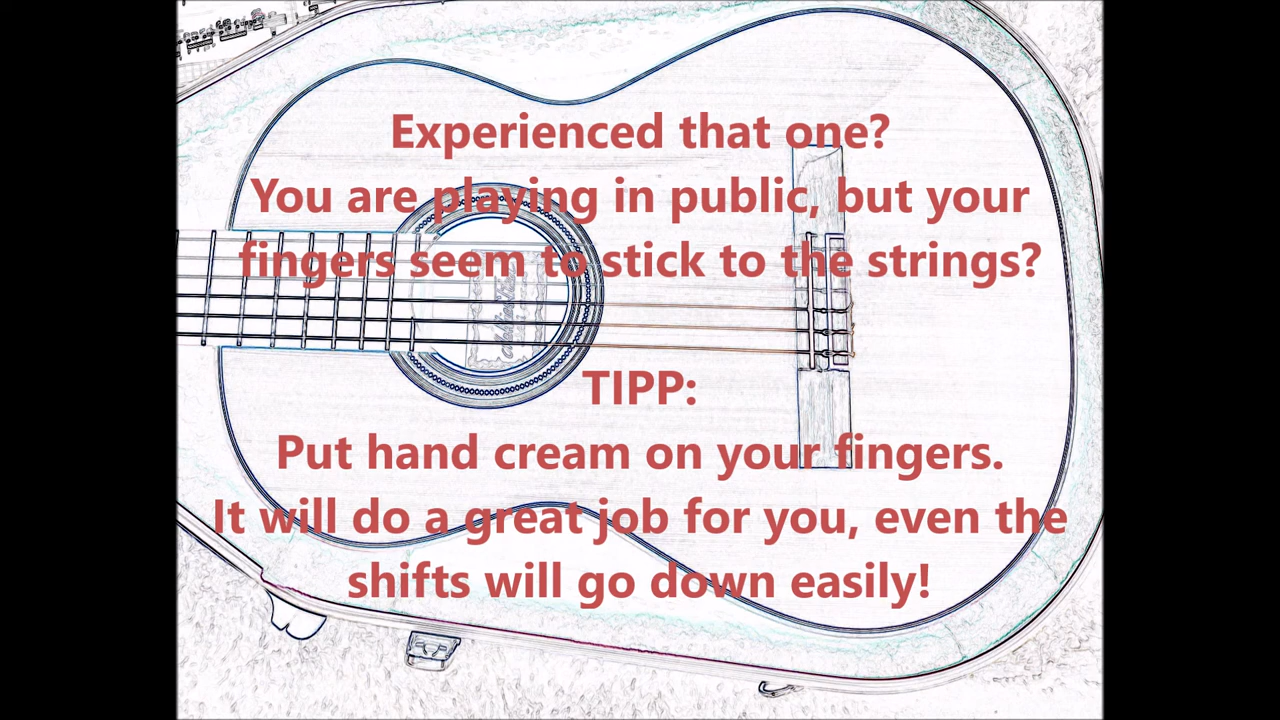 Experienced that one?
You are playing in public, but your
fingers seem to stick to the strings?
TIPP:
Put hand cream on your fingers.
It will do a great job for you, even the
shifts will go down easily!